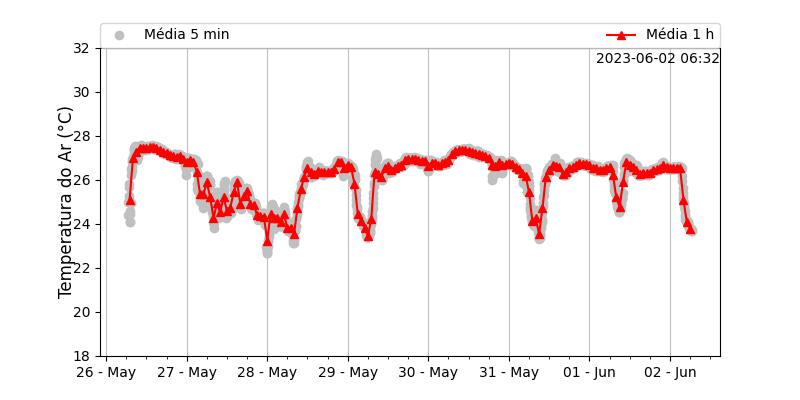 Média 5 min
Média 1 h
2023-06-02 06:32
Temperatura do Ar (°C)
32
30
28
26
24
22
20
18
26 - May
27 - May
28 - May
29 - May
30 - May
31 - May
01 - Jun
02 - Jun